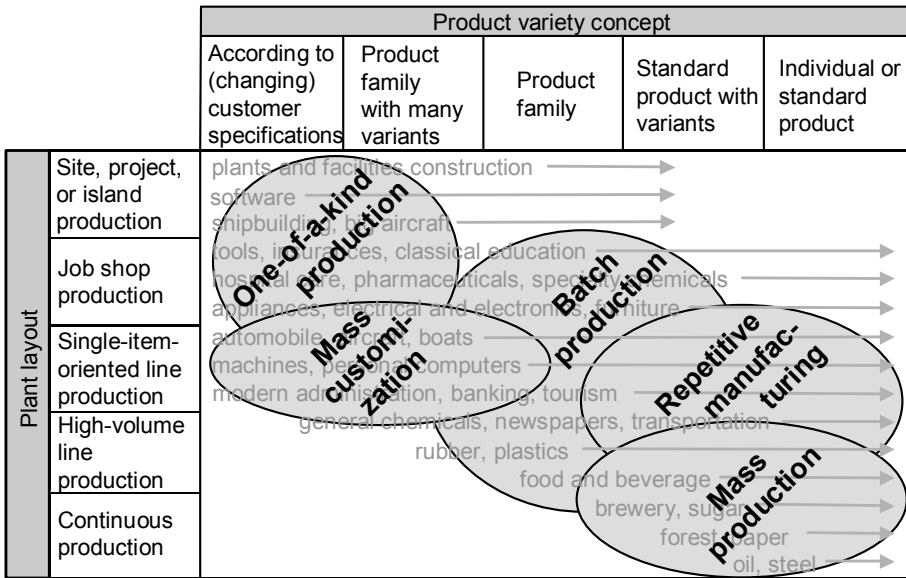 Product variety concept
According to
(changing)
customer
specifications
Product
family
with many
variants
Product
family
Standard
product with
variants
Individual or
standard
product
Plant layout
Site, project,
or island
production
Job shop
production
Single-item-
oriented line
production
High-volume
line
production
Continuous
production
plants and facilities construction
software
shipbuilding, big aircraft
tools, insurances, classical education
hospital care, pharmaceuticals, specialty chemicals
appliances, electrical and electronics, furniture
automobile, aircraft, boats
machines, personal computers
modern administration, banking, tourism
general chemicals, newspapers, transportation
rubber, plastics
food and beverage
brewery, sugar
forest, paper
oil, steel
One-of-a-kind
production
Mass
customi-
zation
Batch
production
Repetitive
manufac-
turing
Mass
production